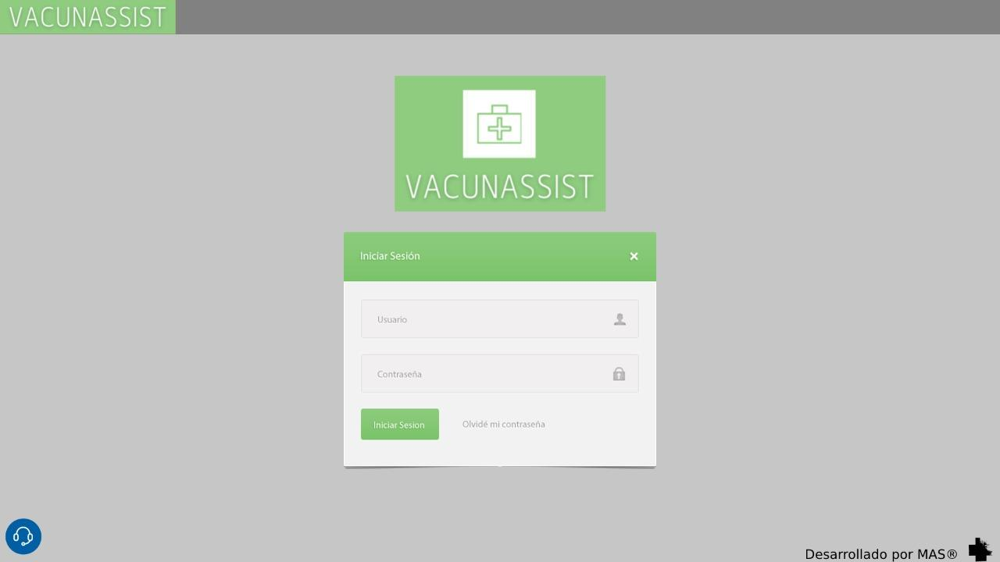 VACUNASSIST
VACUNASSIST
Iniciar Sesión
Usuario
Contraseña
Iniciar Sesion
Olvidé mi contraseña
Desarrollado por MAS®